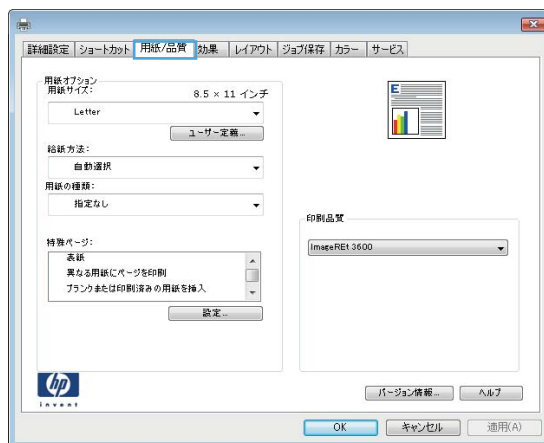 詳細設定 ショートカット 用紙/品質 効果 レイアウト ジョブ保存 カラー サービス
用紙オプション
用紙サイズ: 8.5 × 11 インチ
Letter
ユーザー定義...
給紙方法:
自動選択
用紙の種類:
指定なし
特殊ページ:
表紙
異なる用紙にページを印刷
ブランクまたは印刷済みの用紙を挿入
設定...
E
印刷品質
ImageREt 3600
hp
invent
バージョン情報... ヘルプ
OK キャンセル 適用(A)